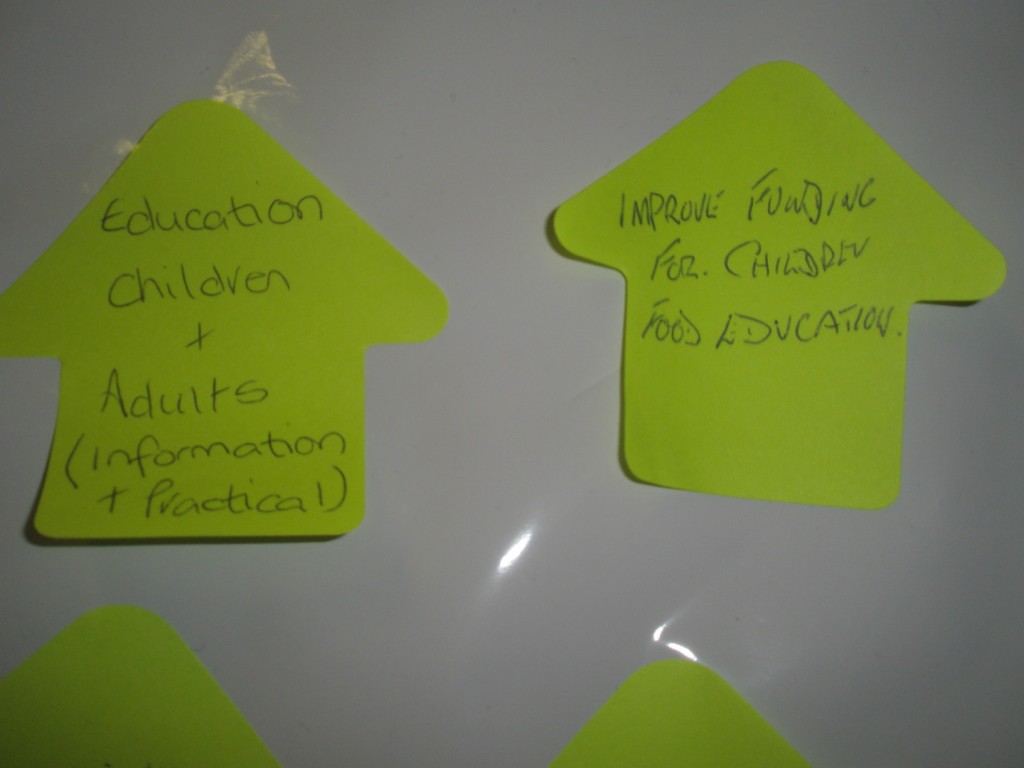 Education
Children
+
Adults
(Information
+ Practical)
IMPROVE FUNDING
FOR. CHILDREN
FOOD EDUCATION.